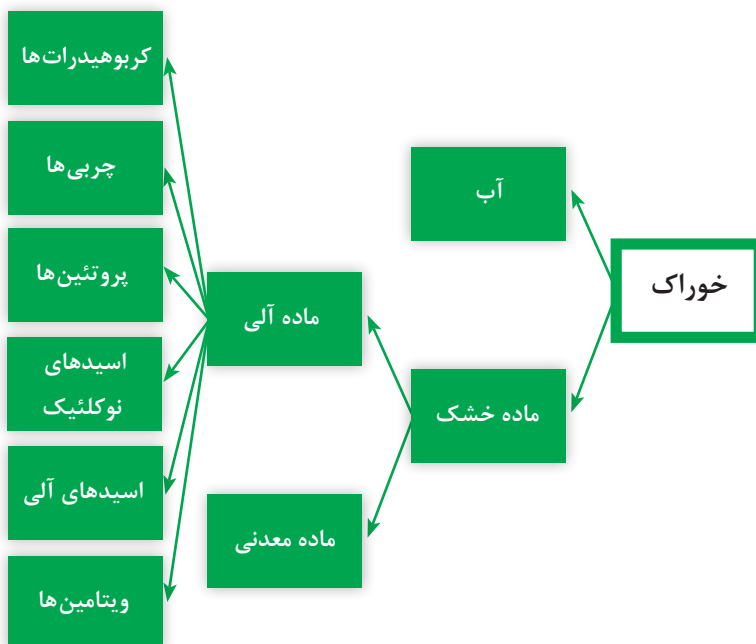 خوراک
آب
ماده خشک
ماده آلی
ماده معدنی
کربوهیدرات‌ها
چربی‌ها
پروتئین‌ها
اسیدهای
نوکلئیک
اسیدهای آلی
ویتامین‌ها